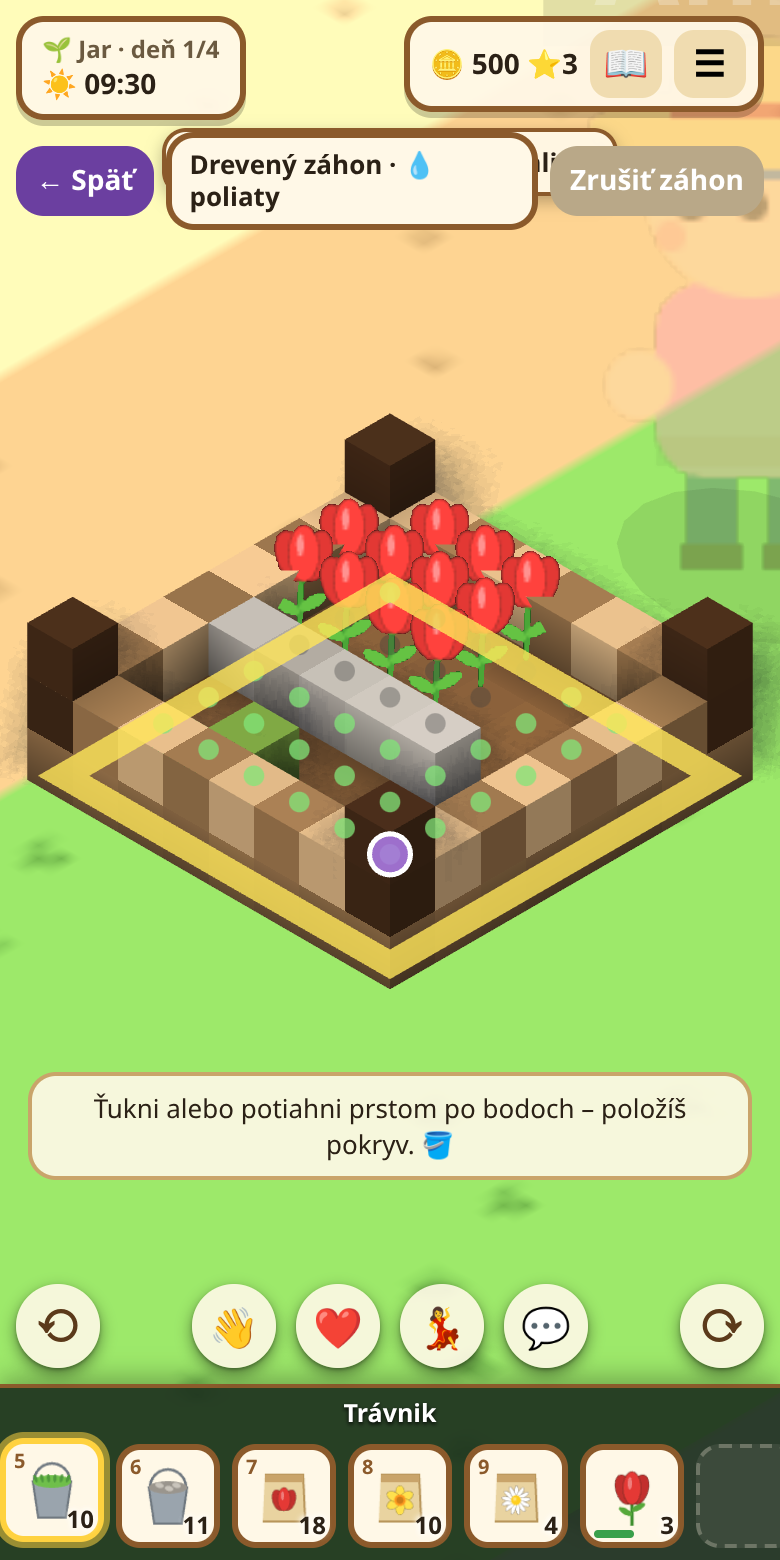 Jar · deň 1/4
09:30
500 3
← Späť
Drevený záhon ·
poliaty
Zrušiť záhon
Ťukni alebo potiahni prstom po bodoch – položíš
pokryv.
Trávnik
5 10
6 11
7 18
8 10
9 4
3